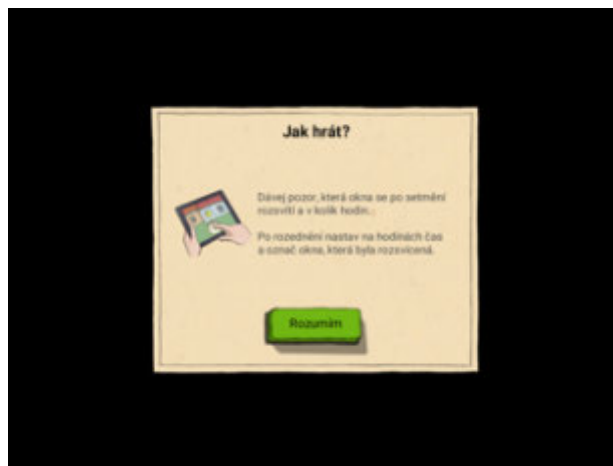 Jak hrát?
Dávej pozor, která okna se po setmění
rozsvítí a v kolik hodin.:
Po rozednění nastav na hodinách čas
a označ okna, která byla rozsvícená.
Rozumím